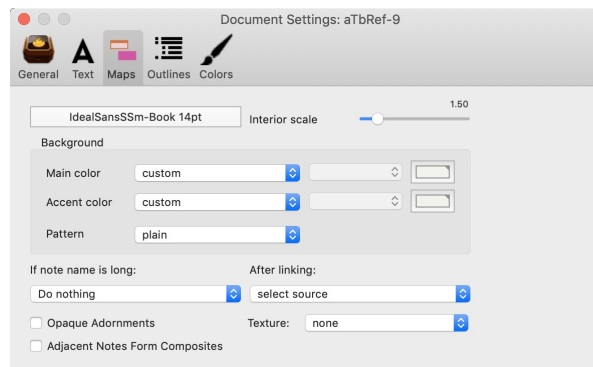 Document Settings: aTbRef-9
General Text Maps Outlines Colors
IdealSansSSm-Book 14pt Interior scale 1.50
Background
Main color custom
Accent color custom
Pattern plain
If note name is long: After linking:
Do nothing select source
Opaque Adornments Texture: none
Adjacent Notes Form Composites